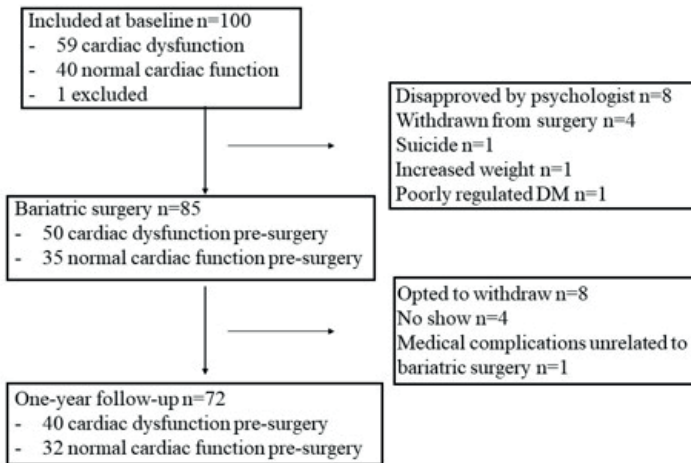 Included at baseline n=100
- 59 cardiac dysfunction
- 40 normal cardiac function
- 1 excluded
Disapproved by psychologist n=8
Withdrawn from surgery n=4
Suicide n=1
Increased weight n=1
Poorly regulated DM n=1
Bariatric surgery n=85
- 50 cardiac dysfunction pre-surgery
- 35 normal cardiac function pre-surgery
Opted to withdraw n=8
No show n=4
Medical complications unrelated to
bariatric surgery n=1
One-year follow-up n=72
- 40 cardiac dysfunction pre-surgery
- 32 normal cardiac function pre-surgery